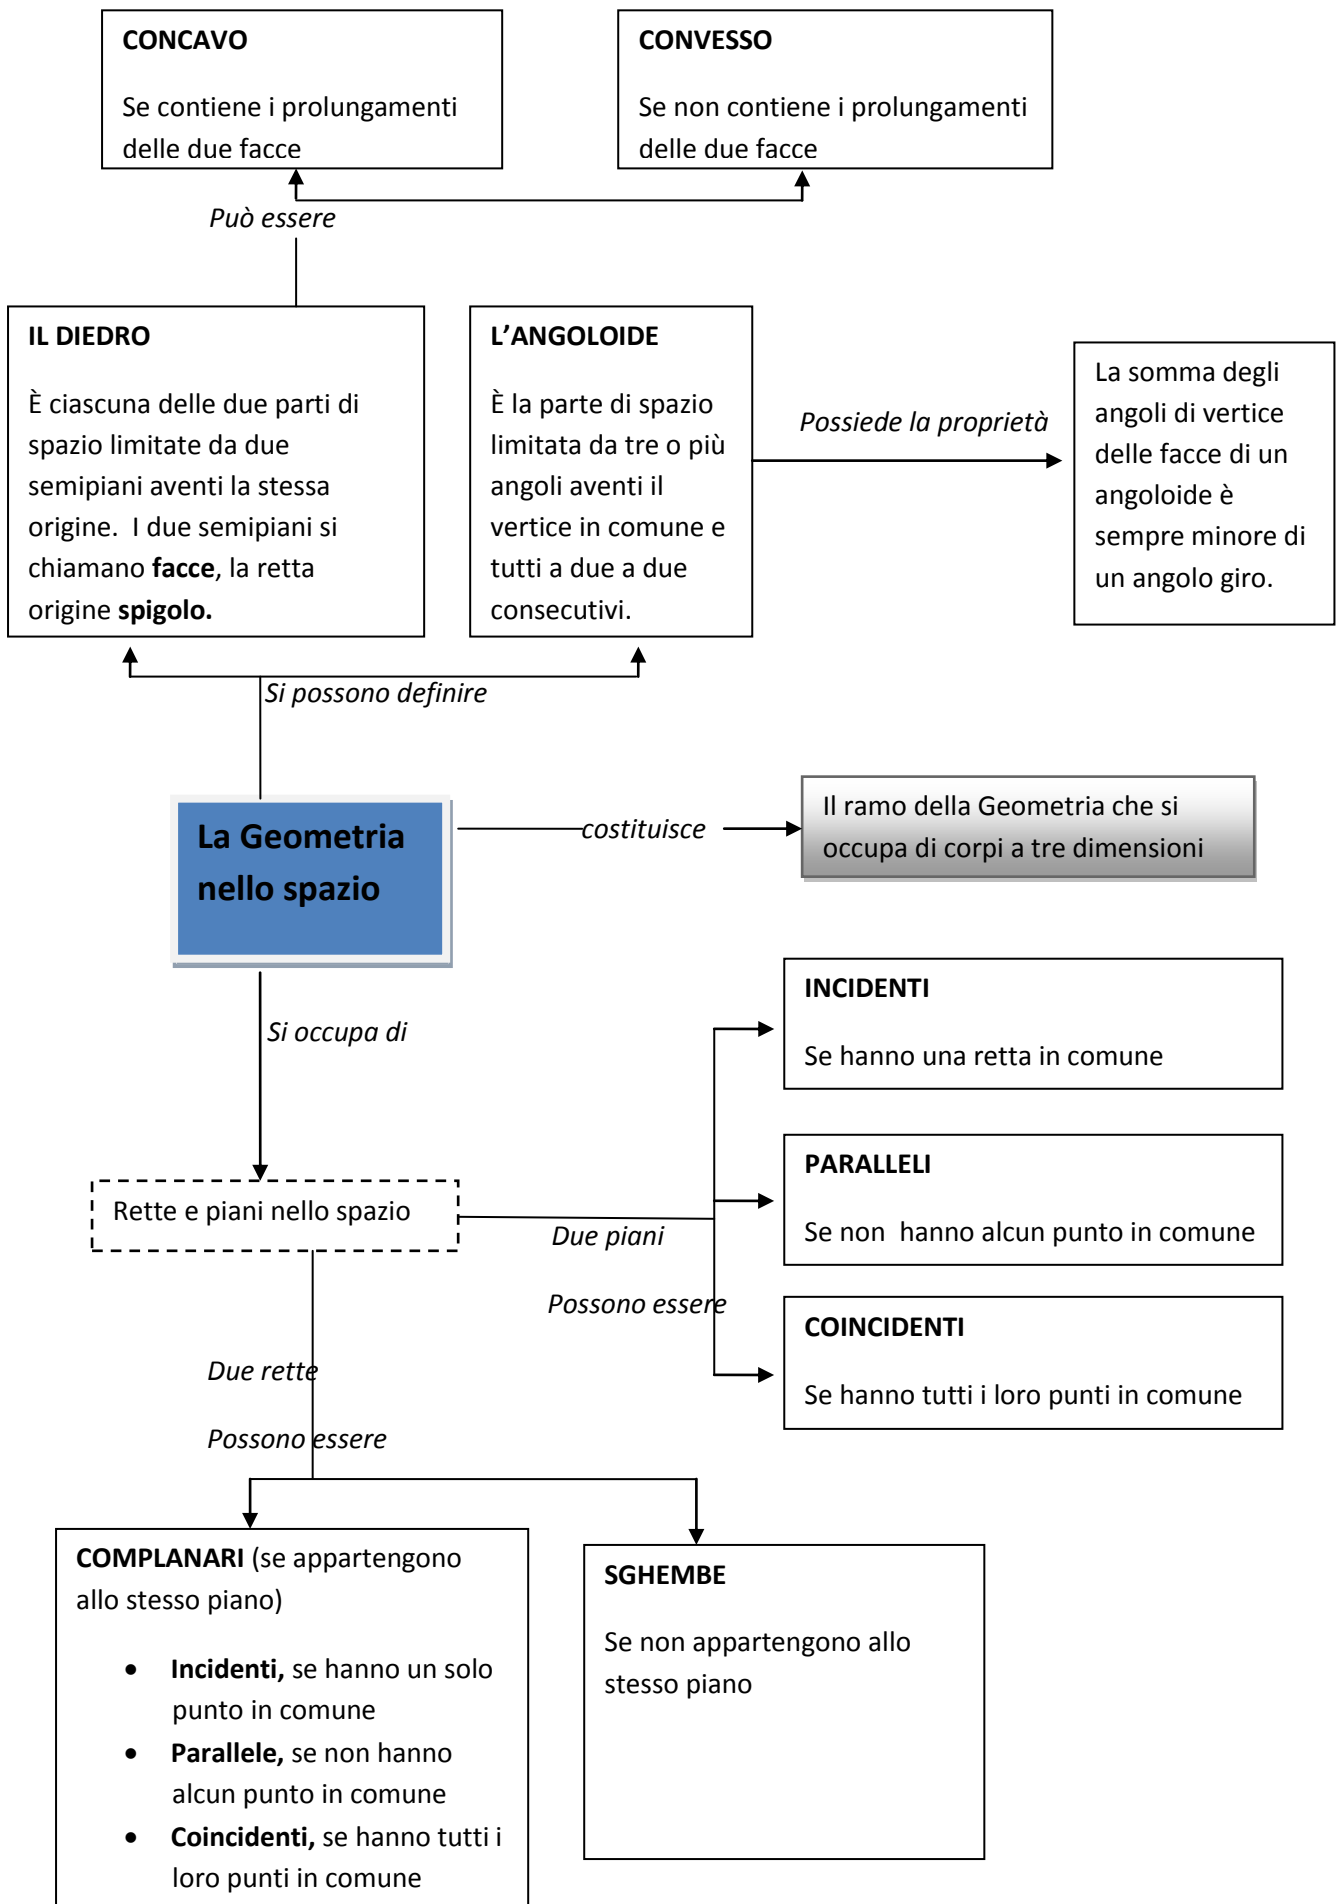 CONCAVO
Se contiene i prolungamenti
delle due facce
CONVESSO
Se non contiene i prolungamenti
delle due facce
Può essere
IL DIEDRO
È ciascuna delle due parti di
spazio limitate da due
semipiani aventi la stessa
origine.  I due semipiani si
chiamano facce, la retta
origine spigolo.
L’ANGOLOIDE
È la parte di spazio
limitata da tre o più
angoli aventi il
vertice in comune e
tutti a due a due
consecutivi.
Possiede la proprietà
La somma degli
angoli di vertice
delle facce di un
angoloide è
sempre minore di
un angolo giro.
Si possono definire
La Geometria
nello spazio
costituisce
Il ramo della Geometria che si
occupa di corpi a tre dimensioni
Si occupa di
Rette e piani nello spazio
Due piani
Possono essere
INCIDENTI
Se hanno una retta in comune
PARALLELI
Se non  hanno alcun punto in comune
COINCIDENTI
Se hanno tutti i loro punti in comune
Due rette
Possono essere
COMPLANARI (se appartengono
allo stesso piano)
• Incidenti, se hanno un solo
punto in comune
• Parallele, se non hanno
alcun punto in comune
• Coincidenti, se hanno tutti i
loro punti in comune
SGHEMBE
Se non appartengono allo
stesso piano